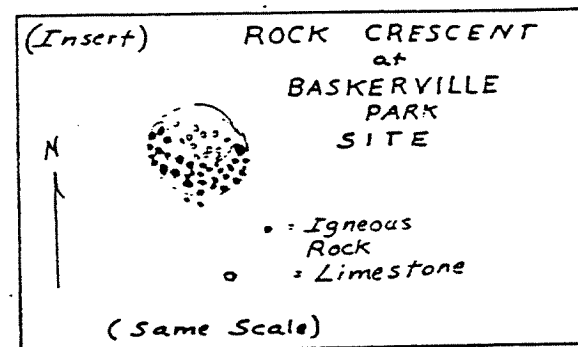 (Insert)
ROCK CRESCENT
at
BASKERVILLE
PARK
SITE
N
= Igneous
Rock
= Limestone
(Same Scale)